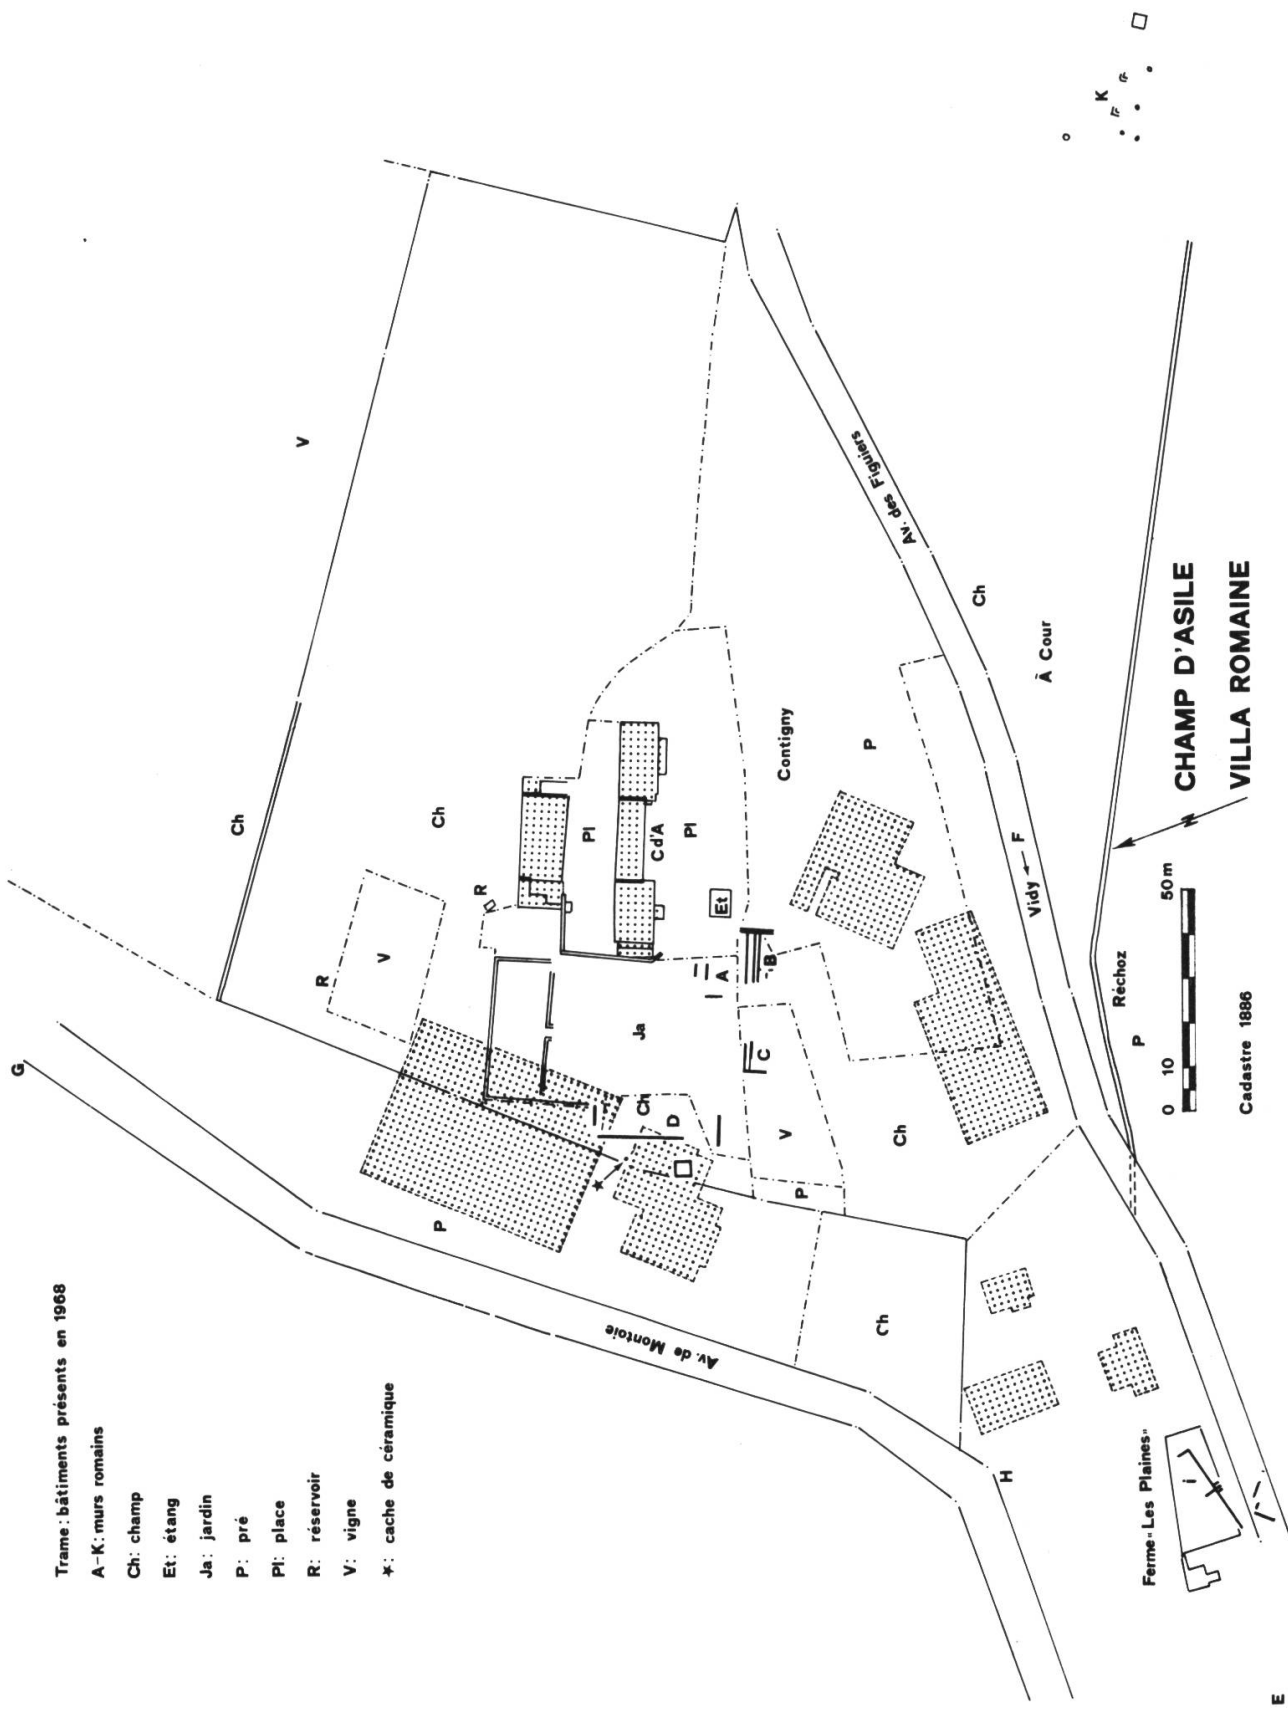 Trame: bâtiments présents en 1968
A-K: murs romains
Ch: champ
Et: étang
Ja: jardin
P: pré
Pl: place
R: réservoir
V: vigne
★: cache de céramique
G
Ch
V
R
V
Ch
R
P
Pl
Cd'A
Pl
Et
Ja
Ch
D
A
B
C
V
P
Ch
Ch
Contigny
P
Av. de Montoie
Av. des Figuiers
Ch
À Cour
K
Vidy ← F
H
Réchoz
P
Ferme «Les Plaines»
i
E
N
CHAMP D'ASILE
VILLA ROMAINE
0 10 50 m
Cadastre 1886